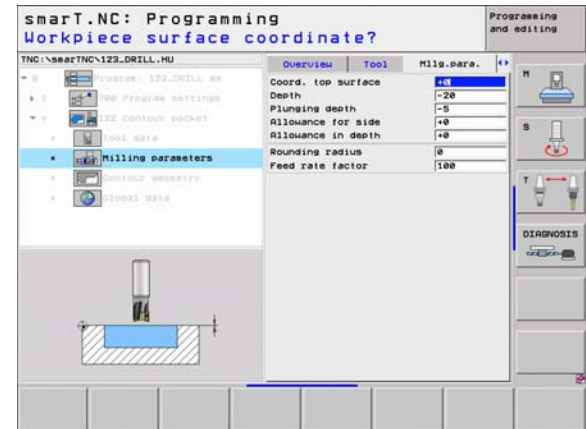 smarT.NC: Programming
Workpiece surface coordinate?
Programming
and editing
TNC:\smarTNC\123_DRILL.HU
0 Program: 123_DRILL mm
1 700 Program settings
122 Contour pocket
Tool data
Milling parameters
Contour geometry
Global data
Overview Tool Mllg.para.
Coord. top surface +0
Depth -20
Plunging depth -5
Allowance for side +0
Allowance in depth +0
Rounding radius 0
Feed rate factor 100
M
S
T
DIAGNOSIS